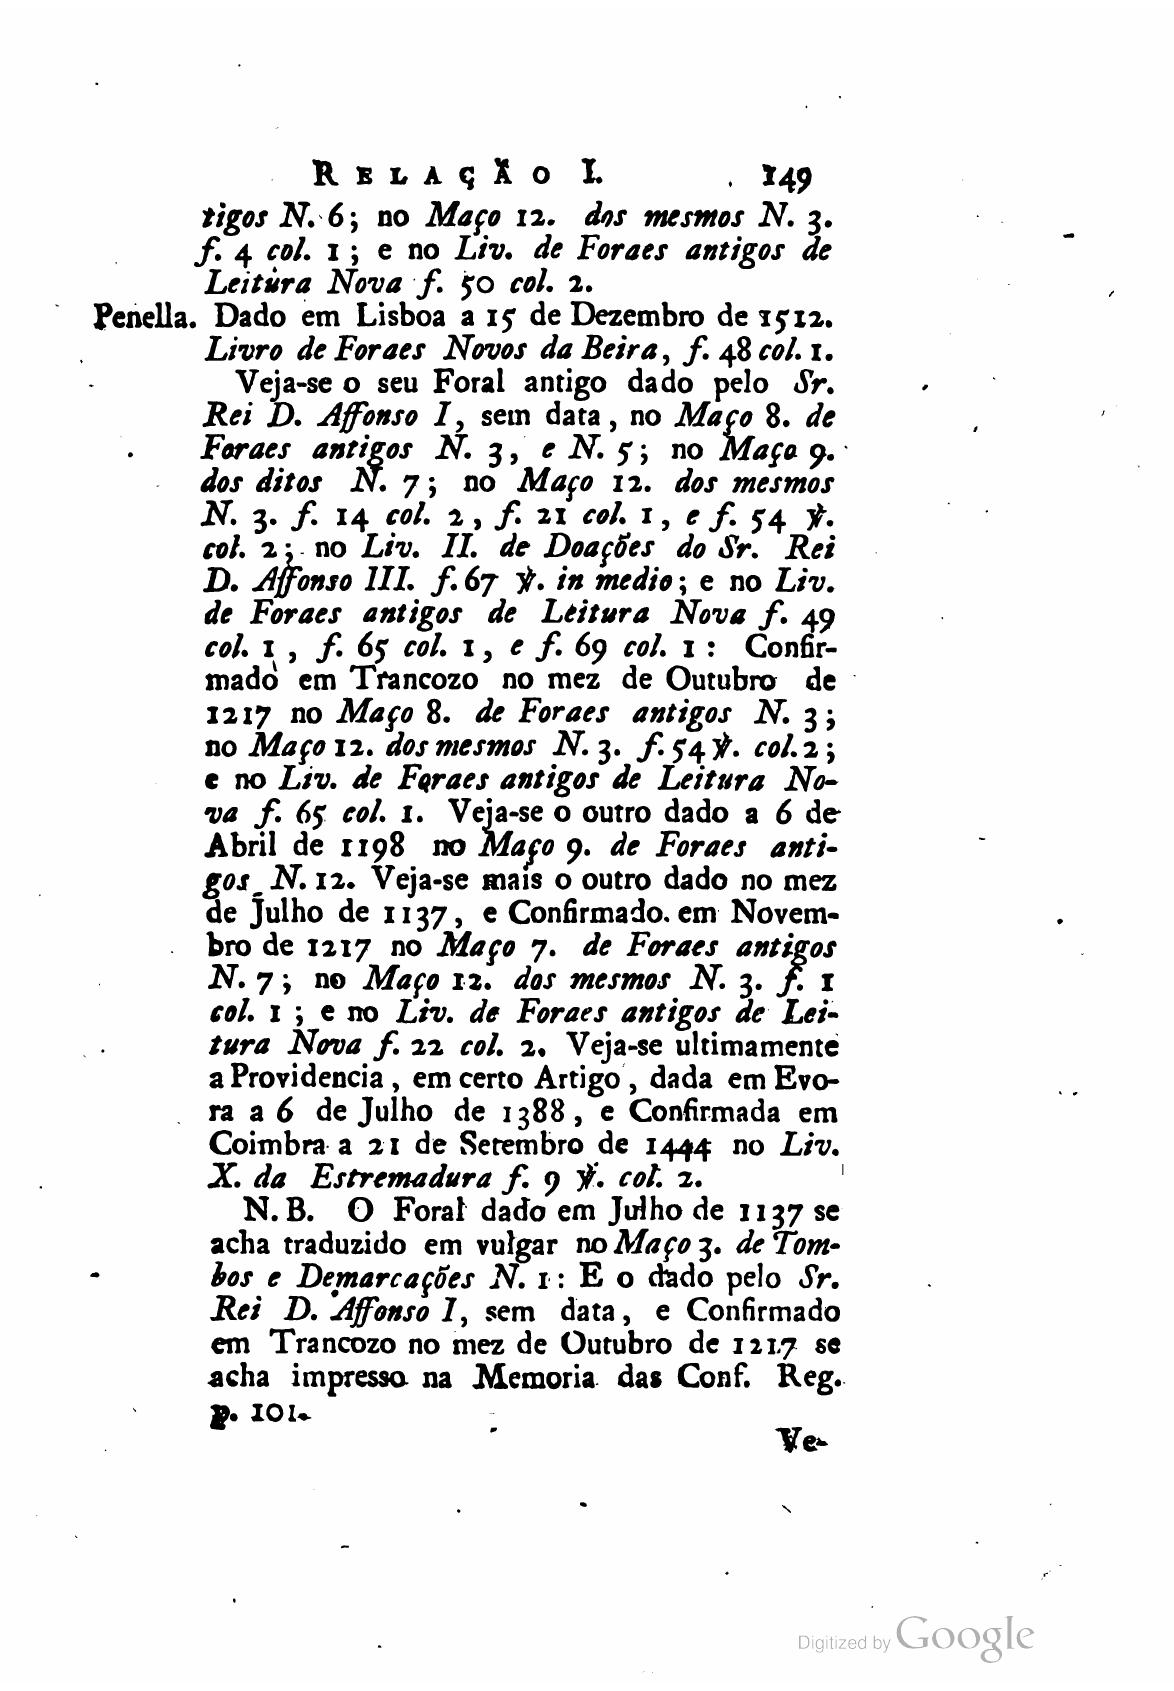 RELAÇÃO I. 149
tigos N. 6; no Maço 12. dos mesmos N. 3.
f. 4 col. 1; e no Liv. de Foraes antigos de
Leitura Nova f. 50 col. 2.
Penella. Dado em Lisboa a 15 de Dezembro de 1512.
Livro de Foraes Novos da Beira, f. 48 col. 1.
Veja-se o seu Foral antigo dado pelo Sr.
Rei D. Affonso I, sem data, no Maço 8. de
Foraes antigos N. 3, e N. 5; no Maço 9.
dos ditos N. 7; no Maço 12. dos mesmos
N. 3. f. 14 col. 2, f. 21 col. 1, e f. 54 ℣.
col. 2; no Liv. II. de Doações do Sr. Rei
D. Affonso III. f. 67 ℣. in medio; e no Liv.
de Foraes antigos de Leitura Nova f. 49
col. 1, f. 65 col. 1, e f. 69 col. 1: Confir-
mado em Trancozo no mez de Outubro de
1217 no Maço 8. de Foraes antigos N. 3;
no Maço 12. dos mesmos N. 3. f. 54 ℣. col. 2;
e no Liv. de Foraes antigos de Leitura No-
va f. 65 col. 1. Veja-se o outro dado a 6 de
Abril de 1198 no Maço 9. de Foraes anti-
gos N. 12. Veja-se mais o outro dado no mez
de Julho de 1137, e Confirmado em Novem-
bro de 1217 no Maço 7. de Foraes antigos
N. 7; no Maço 12. dos mesmos N. 3. f. 1
col. 1; e no Liv. de Foraes antigos de Lei-
tura Nova f. 22 col. 2. Veja-se ultimamente
a Providencia, em certo Artigo, dada em Evo-
ra a 6 de Julho de 1388, e Confirmada em
Coimbra a 21 de Setembro de 1444 no Liv.
X. da Estremadura f. 9 ℣. col. 2.
N. B. O Foral dado em Julho de 1137 se
acha traduzido em vulgar no Maço 3. de Tom-
bos e Demarcações N. 1: E o dado pelo Sr.
Rei D. Affonso I, sem data, e Confirmado
em Trancozo no mez de Outubro de 1217 se
acha impresso na Memoria das Conf. Reg.
p. 101.
Ve-
Digitized by Google